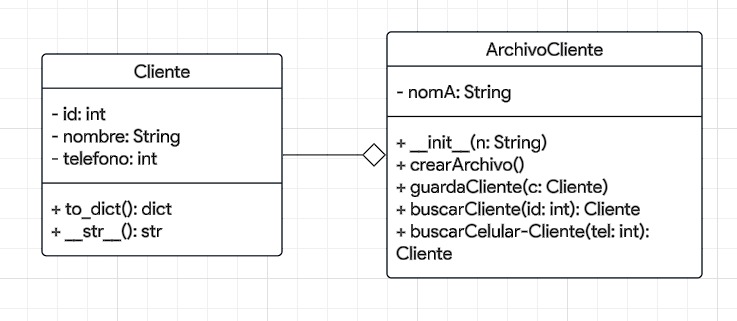 Cliente
- id: int
- nombre: String
- telefono: int
+ to_dict(): dict
+ __str__(): str
ArchivoCliente
- nomA: String
+ __init__(n: String)
+ crearArchivo()
+ guardaCliente(c: Cliente)
+ buscarCliente(id: int): Cliente
+ buscarCelular-Cliente(tel: int):
Cliente